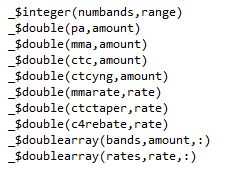 _$integer(numbands,range)
_$double(pa,amount)
_$double(mma,amount)
_$double(ctc,amount)
_$double(ctcyng,amount)
_$double(mmarate,rate)
_$double(ctctaper,rate)
_$double(c4rebate,rate)
_$doublearray(bands,amount,:)
_$doublearray(rates,rate,:)